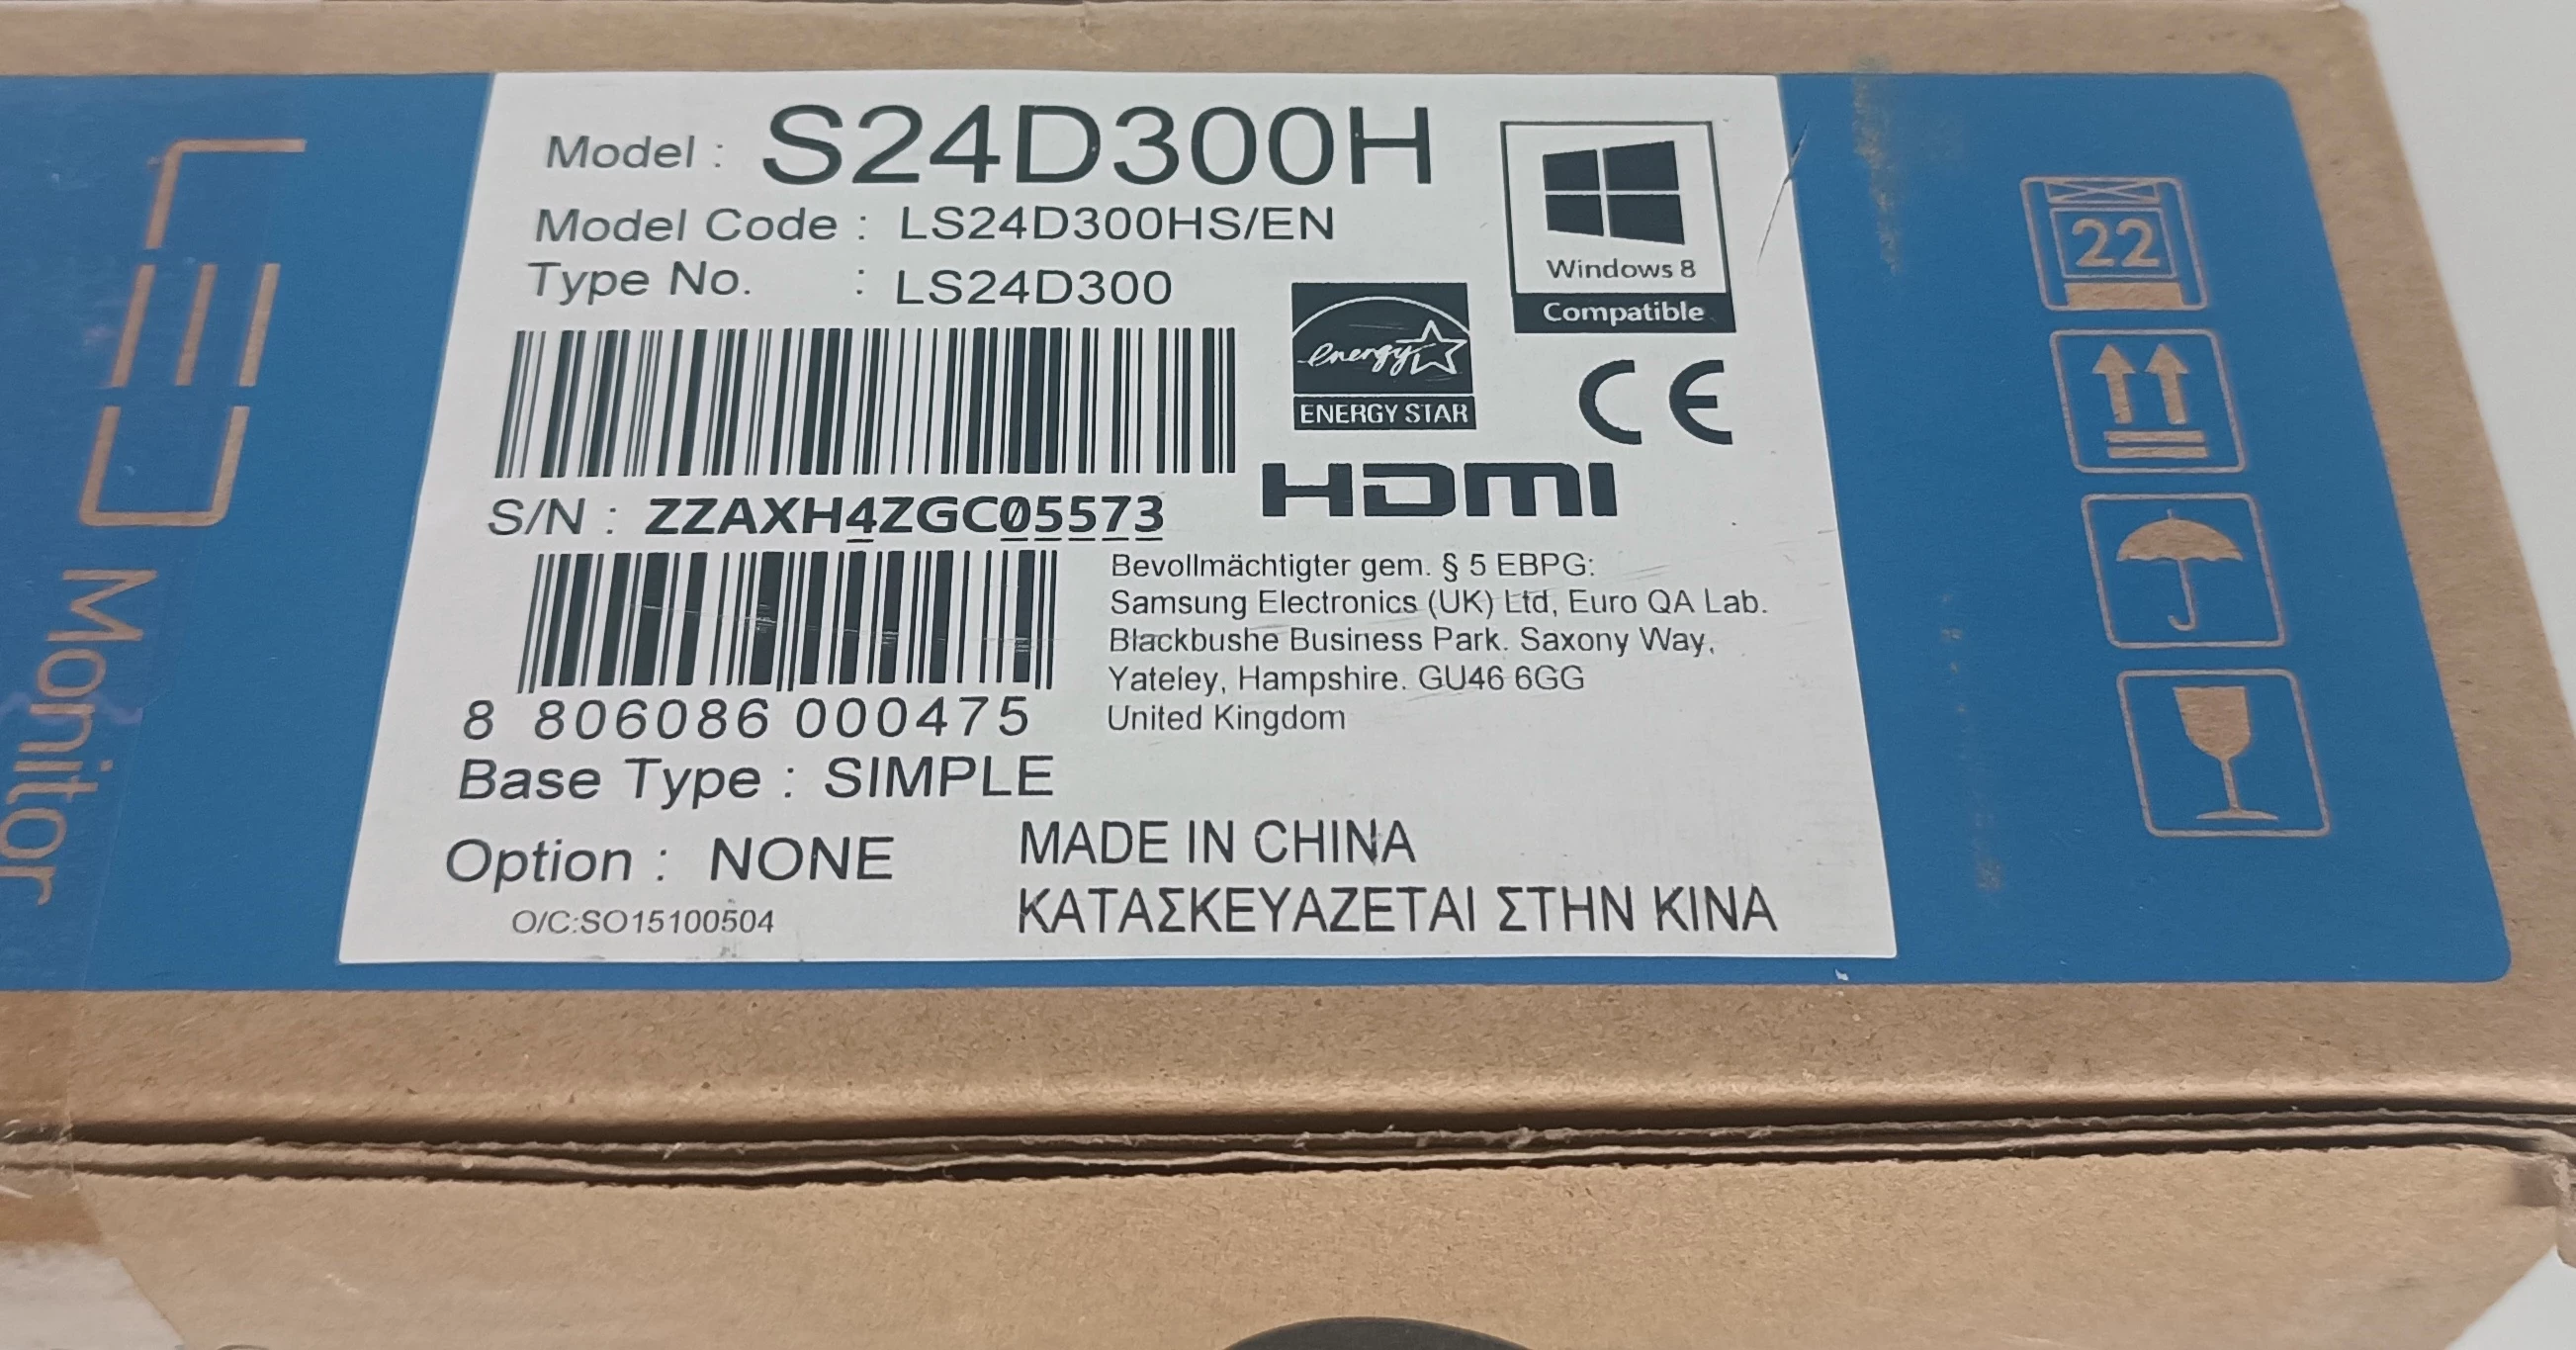 LED Monitor
Model : S24D300H
Model Code : LS24D300HS/EN
Type No. : LS24D300
Windows 8
Compatible
energy
ENERGY STAR
CE
HDMI
S/N : ZZAXH4ZGC05573
8 806086 000475
Bevollmächtigter gem. § 5 EBPG:
Samsung Electronics (UK) Ltd, Euro QA Lab.
Blackbushe Business Park. Saxony Way,
Yateley, Hampshire. GU46 6GG
United Kingdom
Base Type : SIMPLE
Option : NONE
O/C:SO15100504
MADE IN CHINA
ΚΑΤΑΣΚΕΥΑΖΕΤΑΙ ΣΤΗΝ ΚΙΝΑ
22